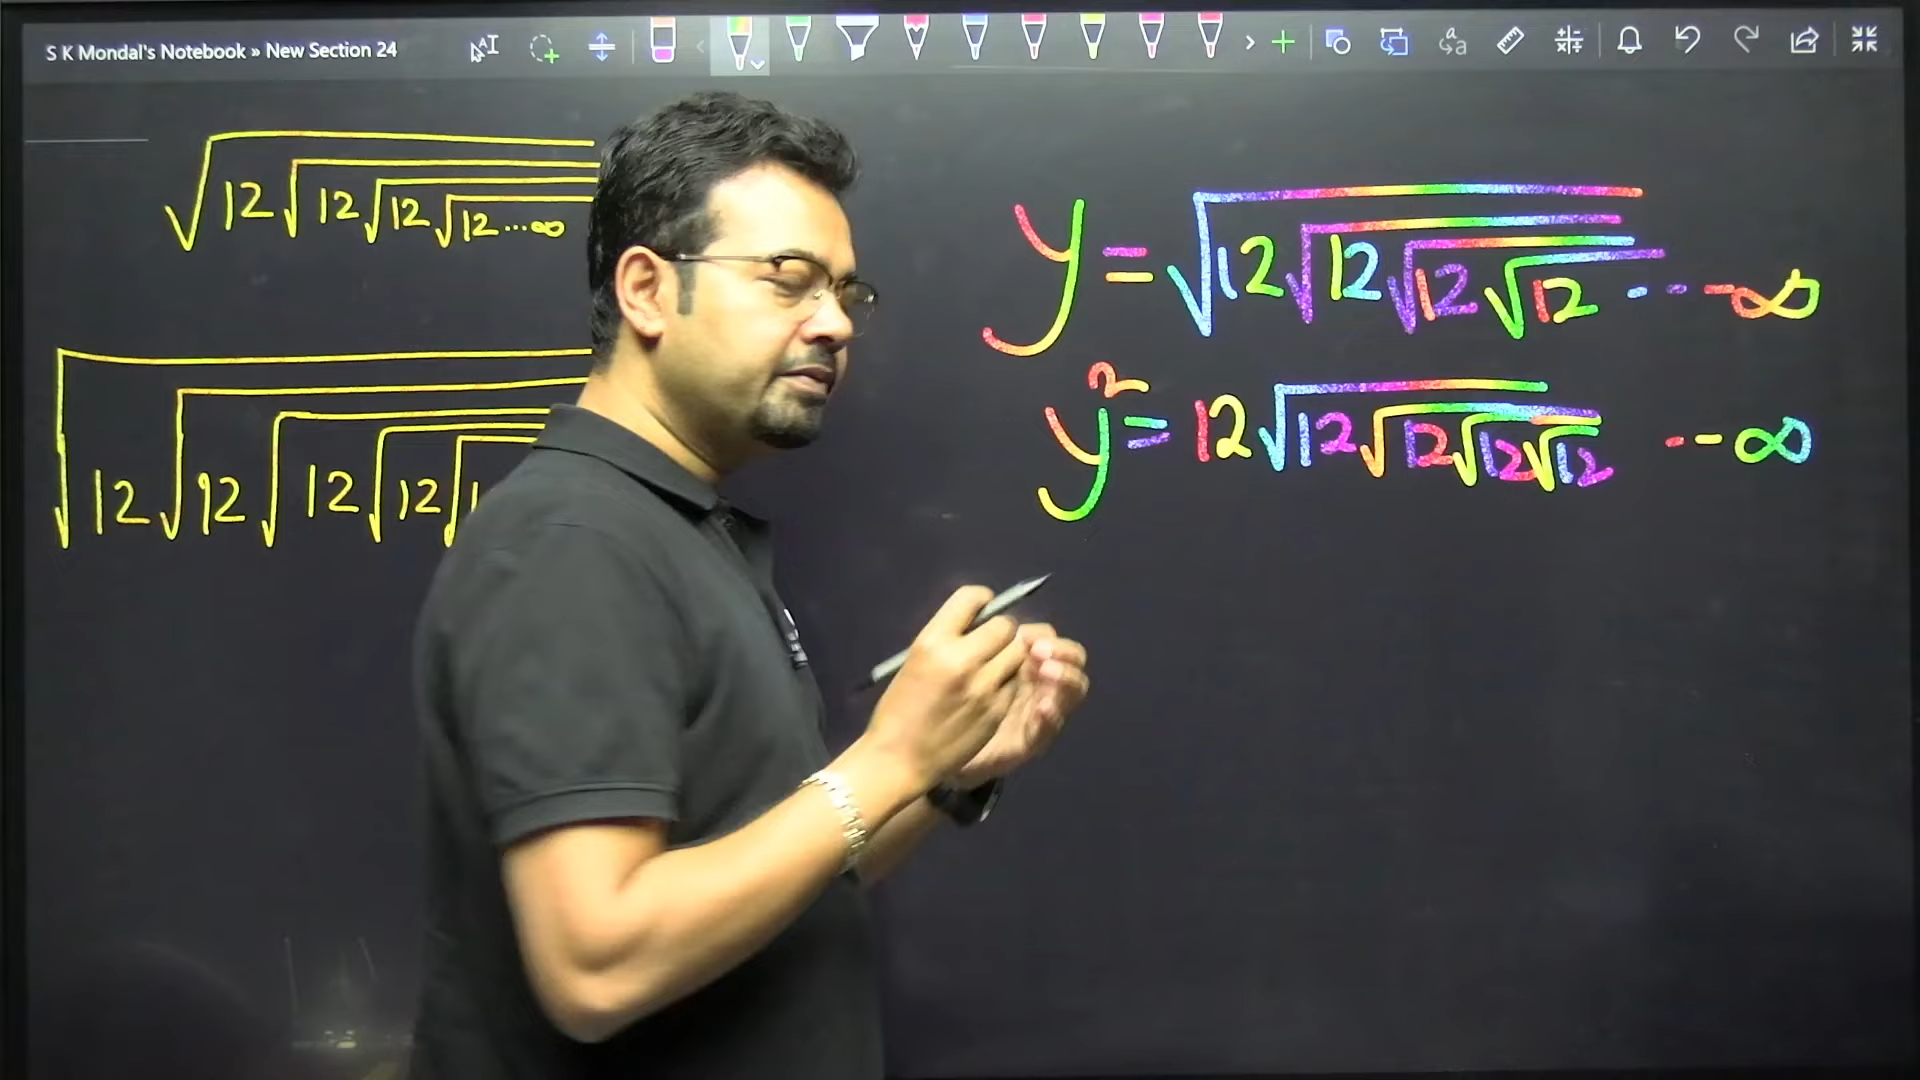 S K Mondal's Notebook » New Section 24
√12√12√12√12...∞
√12√12√12√12√
y = √12√12√12√12 --- ∞
y² = 12√12√12√12√12 --∞